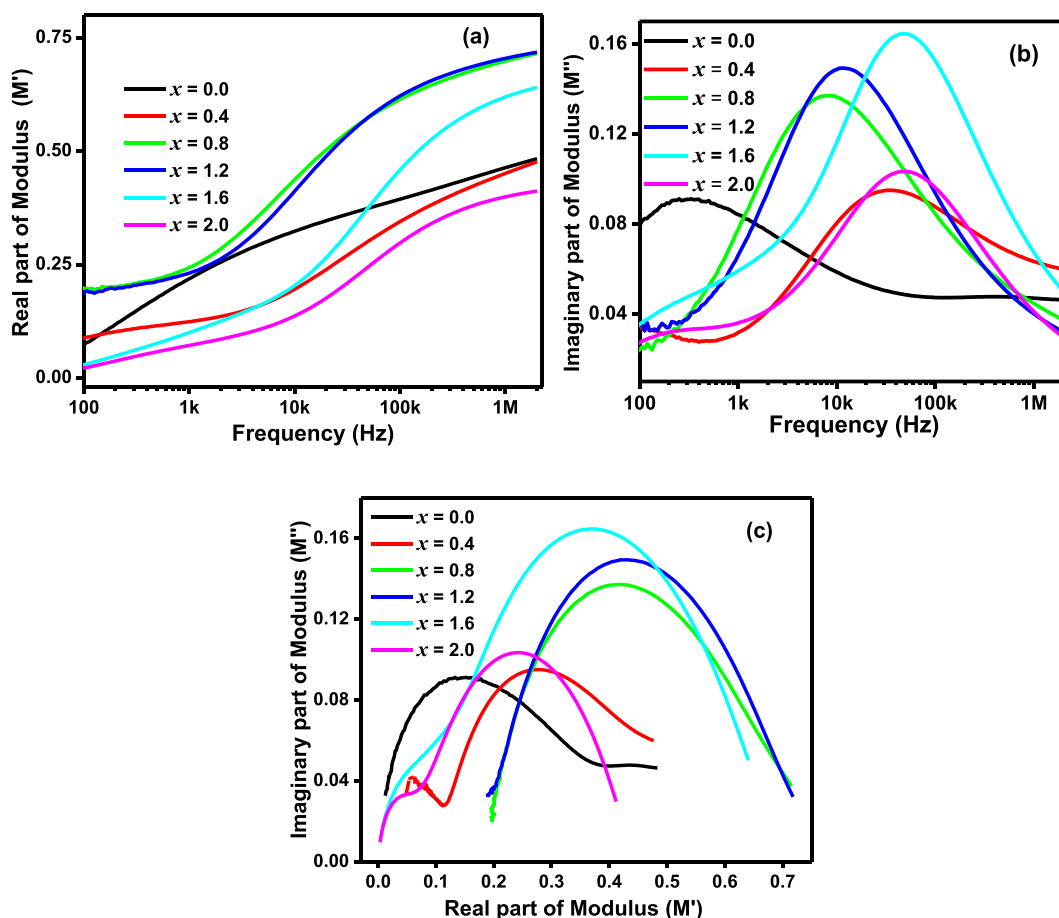 (a)
Real part of Modulus (M')
0.75
0.50
0.25
0.00
x = 0.0
x = 0.4
x = 0.8
x = 1.2
x = 1.6
x = 2.0
100 1k 10k 100k 1M
Frequency (Hz)
(b)
Imaginary part of Modulus (M'')
0.16
0.12
0.08
0.04
x = 0.0
x = 0.4
x = 0.8
x = 1.2
x = 1.6
x = 2.0
100 1k 10k 100k 1M
Frequency (Hz)
(c)
Imaginary part of Modulus (M'')
0.16
0.12
0.08
0.04
0.00
x = 0.0
x = 0.4
x = 0.8
x = 1.2
x = 1.6
x = 2.0
0.0 0.1 0.2 0.3 0.4 0.5 0.6 0.7
Real part of Modulus (M')